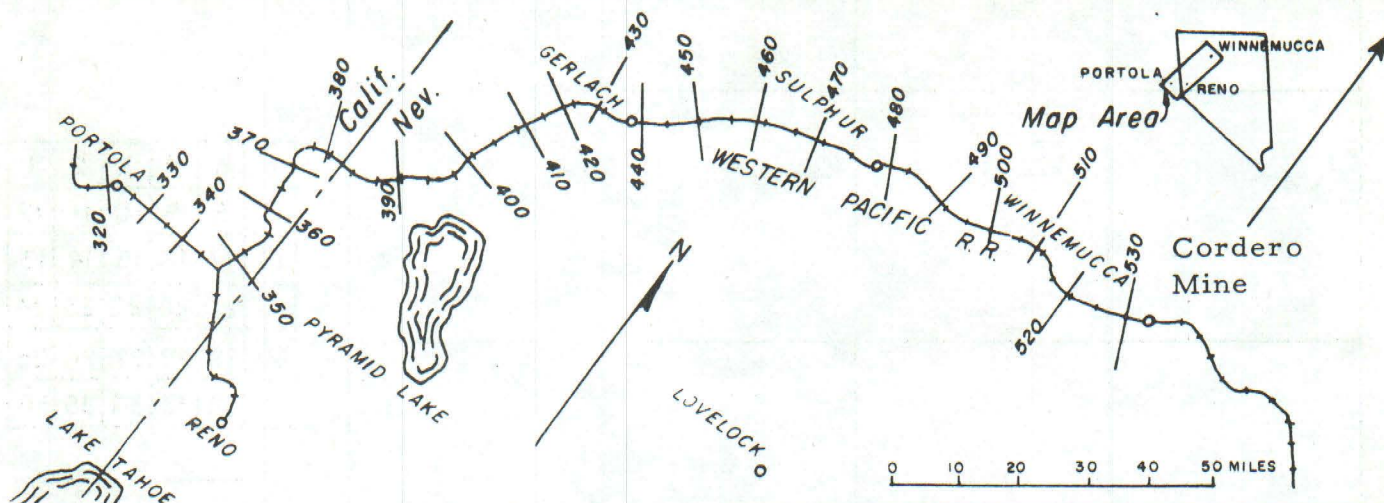 PORTOLA
320
330
340
350
360
370
380
Calif.
Nev.
390
400
410
420
GERLACH
430
440
450
460
SULPHUR
470
480
490
500
WINNEMUCCA
510
520
530
WESTERN PACIFIC R.R.
PYRAMID LAKE
LAKE TAHOE
RENO
LOVELOCK
N
WINNEMUCCA
PORTOLA
RENO
Map Area
Cordero
Mine
0 10 20 30 40 50 MILES